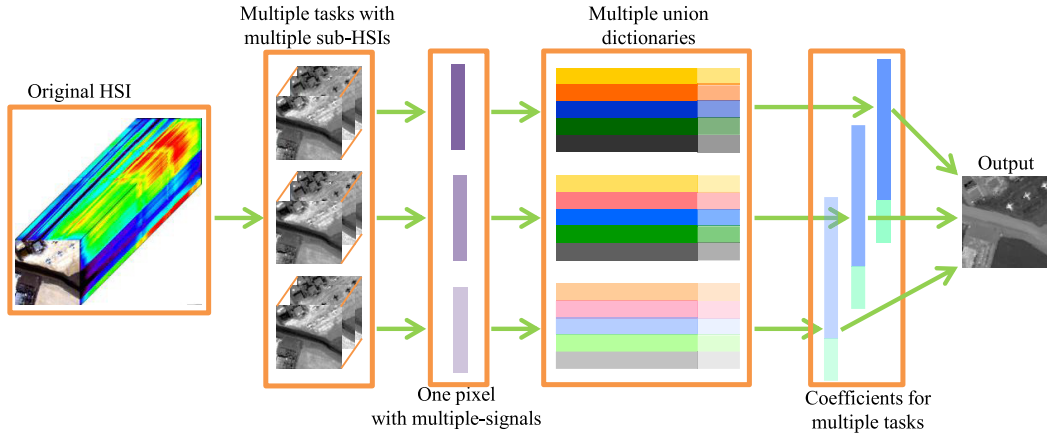 Original HSI
Multiple tasks with
multiple sub-HSIs
One pixel
with multiple-signals
Multiple union
dictionaries
Coefficients for
multiple tasks
Output